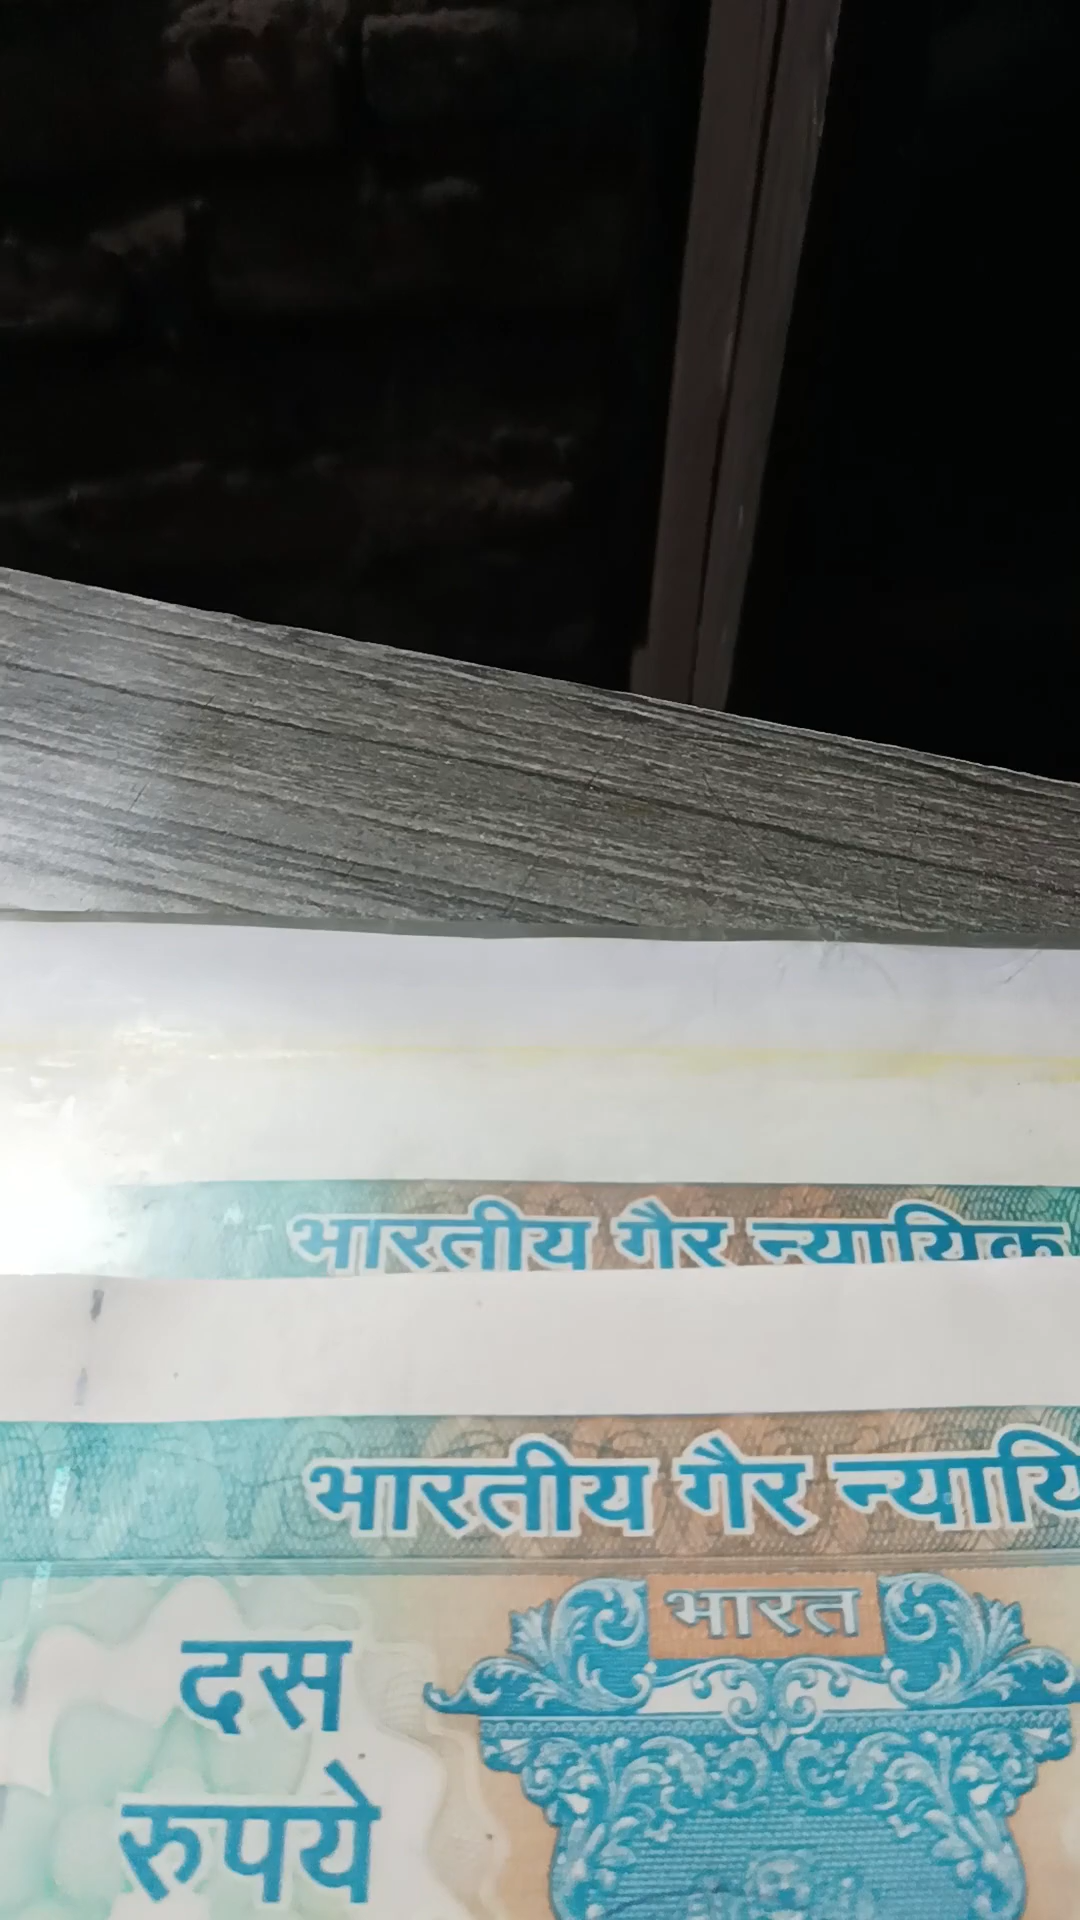 भारतीय गैर न्यायिक
भारतीय गैर न्यायि
भारत
दस
रुपये